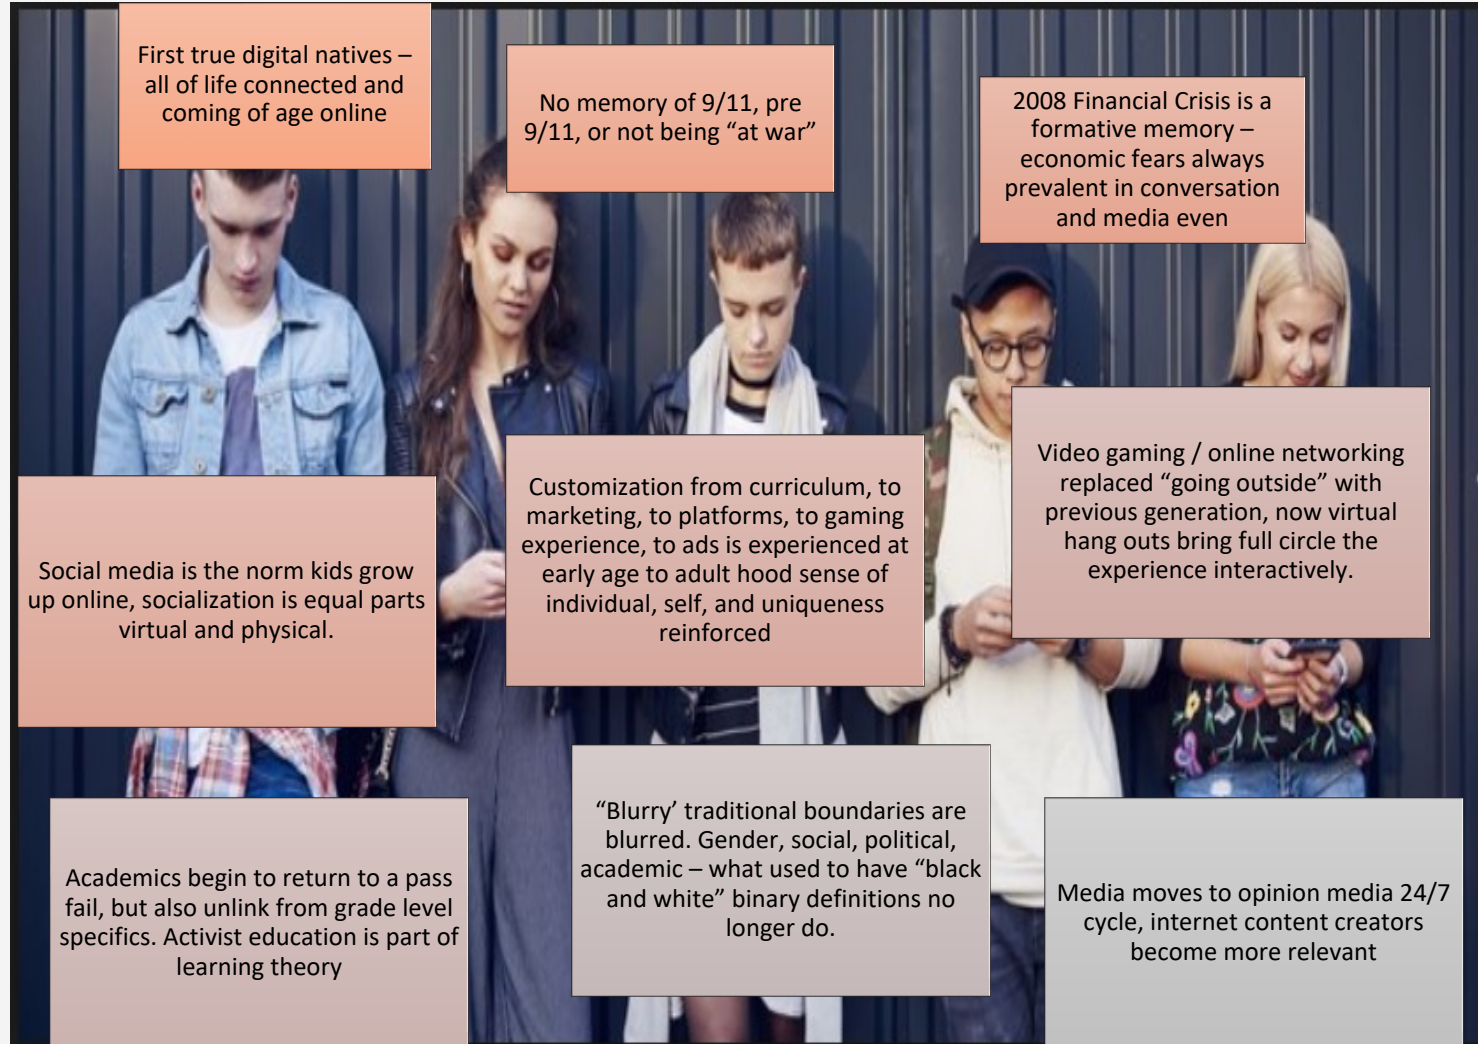 First true digital natives –
all of life connected and
coming of age online
No memory of 9/11, pre
9/11, or not being “at war”
2008 Financial Crisis is a
formative memory –
economic fears always
prevalent in conversation
and media even
Social media is the norm kids grow
up online, socialization is equal parts
virtual and physical.
Customization from curriculum, to
marketing, to platforms, to gaming
experience, to ads is experienced at
early age to adult hood sense of
individual, self, and uniqueness
reinforced
Video gaming / online networking
replaced “going outside” with
previous generation, now virtual
hang outs bring full circle the
experience interactively.
Academics begin to return to a pass
fail, but also unlink from grade level
specifics. Activist education is part of
learning theory
“Blurry’ traditional boundaries are
blurred. Gender, social, political,
academic – what used to have “black
and white” binary definitions no
longer do.
Media moves to opinion media 24/7
cycle, internet content creators
become more relevant